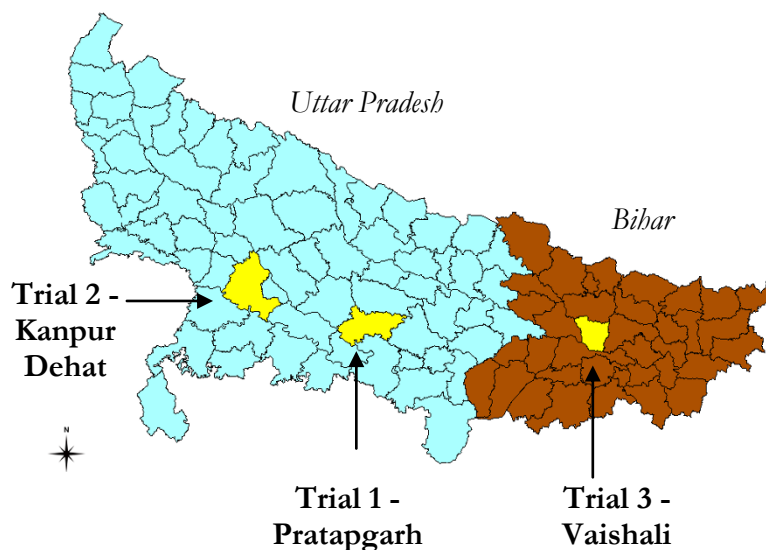 Uttar Pradesh
Bihar
Trial 2 -
Kanpur
Dehat
N
Trial 1 -
Pratapgarh
Trial 3 -
Vaishali